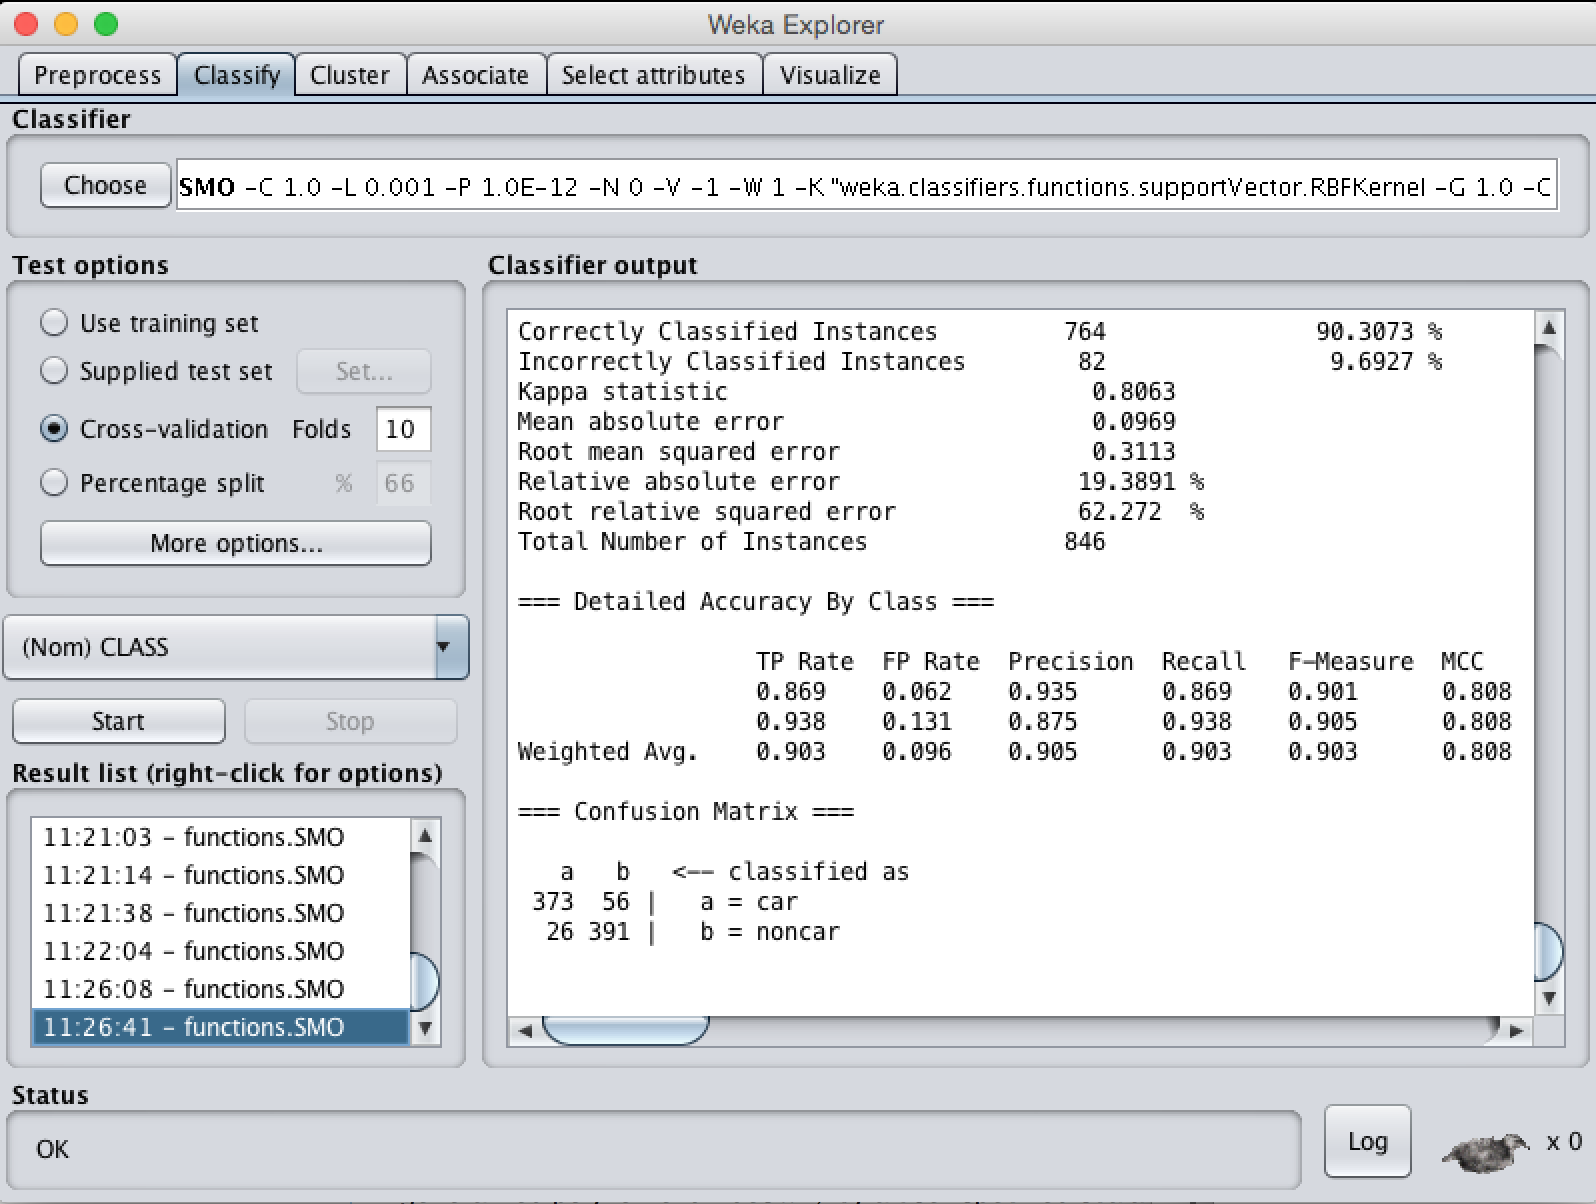 Weka Explorer
Preprocess Classify Cluster Associate Select attributes Visualize
Classifier
Choose SMO -C 1.0 -L 0.001 -P 1.0E-12 -N 0 -V -1 -W 1 -K "weka.classifiers.functions.supportVector.RBFKernel -G 1.0 -C
Test options
Use training set
Supplied test set Set...
Cross-validation Folds 10
Percentage split % 66
More options...
(Nom) CLASS
Start Stop
Result list (right-click for options)
11:21:03 - functions.SMO
11:21:14 - functions.SMO
11:21:38 - functions.SMO
11:22:04 - functions.SMO
11:26:08 - functions.SMO
11:26:41 - functions.SMO
Classifier output
Correctly Classified Instances 764 90.3073 %
Incorrectly Classified Instances 82 9.6927 %
Kappa statistic 0.8063
Mean absolute error 0.0969
Root mean squared error 0.3113
Relative absolute error 19.3891 %
Root relative squared error 62.272 %
Total Number of Instances 846
=== Detailed Accuracy By Class ===
TP Rate FP Rate Precision Recall F-Measure MCC
0.869 0.062 0.935 0.869 0.901 0.808
0.938 0.131 0.875 0.938 0.905 0.808
Weighted Avg. 0.903 0.096 0.905 0.903 0.903 0.808
=== Confusion Matrix ===
a b <-- classified as
373 56 | a = car
26 391 | b = noncar
Status
OK
Log x 0